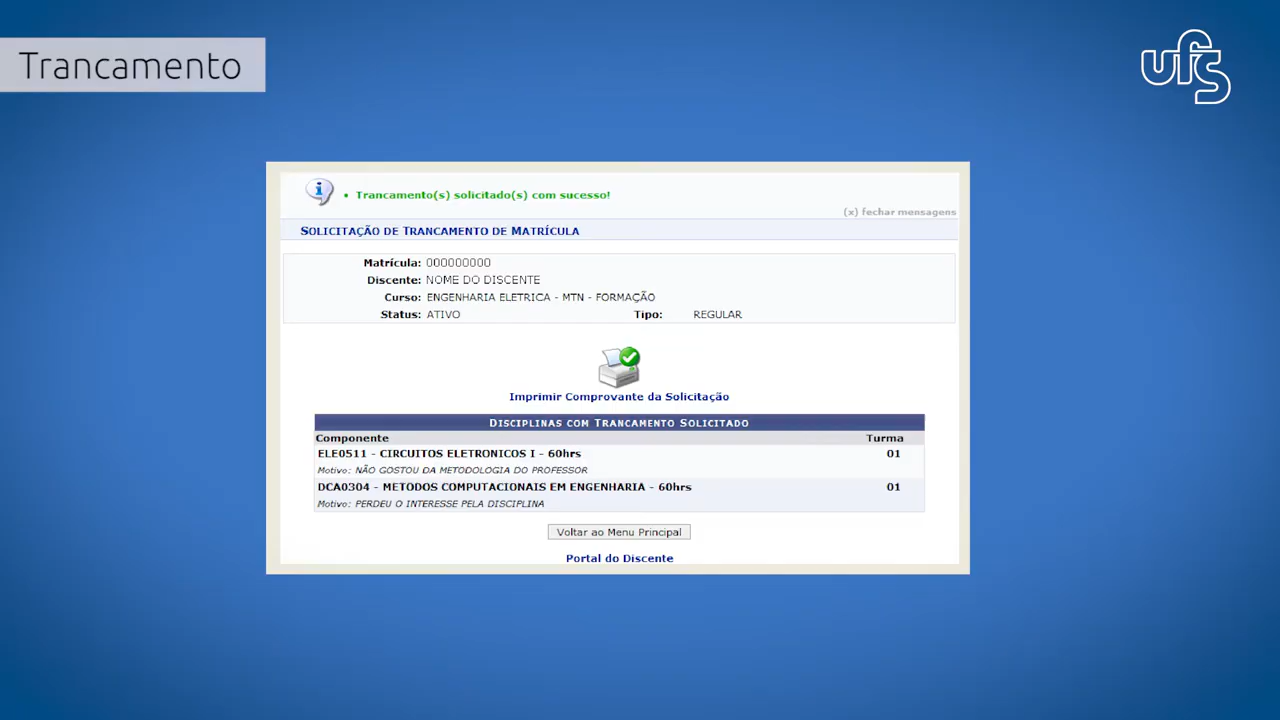 Trancamento
ufs
• Trancamento(s) solicitado(s) com sucesso!
(x) fechar mensagens
SOLICITAÇÃO DE TRANCAMENTO DE MATRÍCULA
Matrícula: 000000000
Discente: NOME DO DISCENTE
Curso: ENGENHARIA ELETRICA - MTN - FORMAÇÃO
Status: ATIVO Tipo: REGULAR
Imprimir Comprovante da Solicitação
DISCIPLINAS COM TRANCAMENTO SOLICITADO
Componente Turma
ELE0511 - CIRCUITOS ELETRONICOS I - 60hrs 01
Motivo: NÃO GOSTOU DA METODOLOGIA DO PROFESSOR
DCA0304 - METODOS COMPUTACIONAIS EM ENGENHARIA - 60hrs 01
Motivo: PERDEU O INTERESSE PELA DISCIPLINA
Voltar ao Menu Principal
Portal do Discente